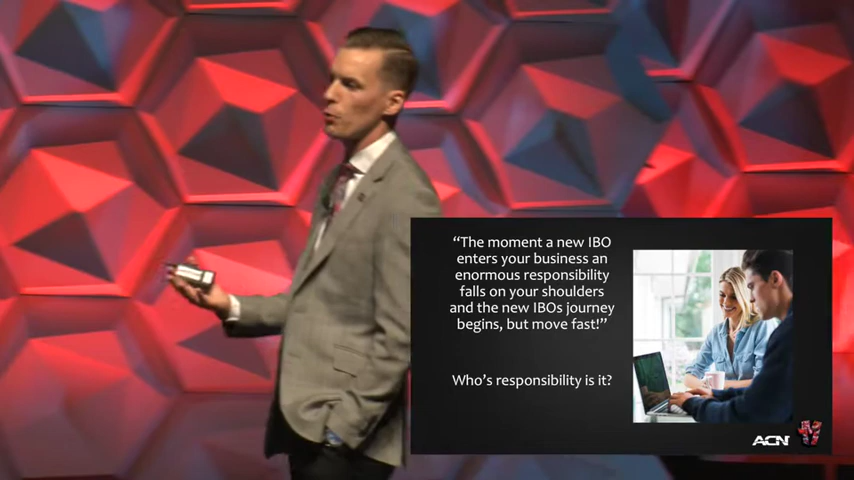 “The moment a new IBO
enters your business an
enormous responsibility
falls on your shoulders
and the new IBOs journey
begins, but move fast!”
Who’s responsibility is it?
ACN